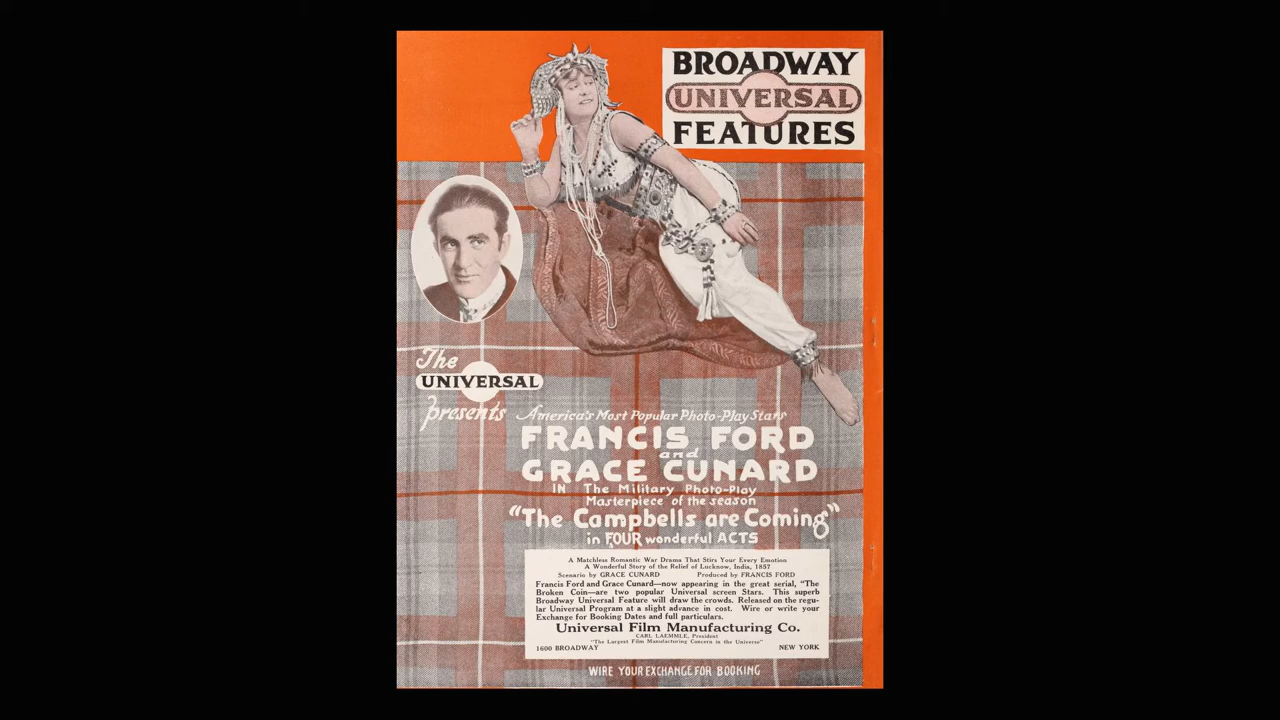 BROADWAY
UNIVERSAL
FEATURES
The
UNIVERSAL
presents
America's Most Popular Photo-Play Stars
FRANCIS FORD
and
GRACE CUNARD
IN The Military Photo-Play
Masterpiece of the season
"The Campbells are Coming"
in FOUR wonderful ACTS
A Matchless Romantic War Drama That Stirs Your Every Emotion
A Wonderful Story of the Relief of Lucknow, India, 1857
Scenario by GRACE CUNARD Produced by FRANCIS FORD
Francis Ford and Grace Cunard—now appearing in the great serial, "The
Broken Coin—are two popular Universal screen Stars. This superb
Broadway Universal Feature will draw the crowds. Released on the regu-
lar Universal Program at a slight advance in cost. Wire or write your
Exchange for Booking Dates and full particulars.
Universal Film Manufacturing Co.
CARL LAEMMLE, President
"The Largest Film Manufacturing Concern in the Universe"
1600 BROADWAY NEW YORK
WIRE YOUR EXCHANGE FOR BOOKING